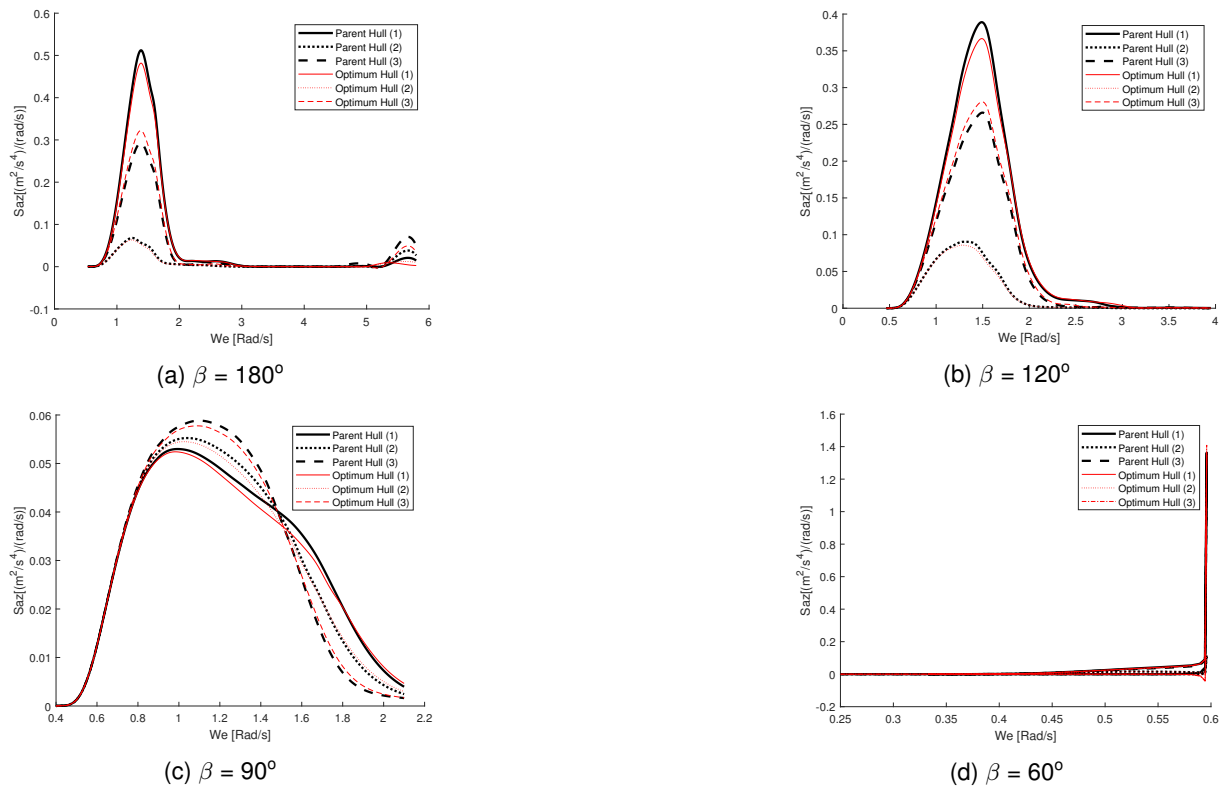 0.6
0.5
0.4
0.3
0.2
0.1
0
-0.1
Saz[(m²/s⁴)/(rad/s)]
Parent Hull (1)
Parent Hull (2)
Parent Hull (3)
Optimum Hull (1)
Optimum Hull (2)
Optimum Hull (3)
0 1 2 3 4 5 6
We [Rad/s]
(a) β = 180º
0.4
0.35
0.3
0.25
0.2
0.15
0.1
0.05
0
Saz[(m²/s⁴)/(rad/s)]
Parent Hull (1)
Parent Hull (2)
Parent Hull (3)
Optimum Hull (1)
Optimum Hull (2)
Optimum Hull (3)
0 0.5 1 1.5 2 2.5 3 3.5 4
We [Rad/s]
(b) β = 120º
0.06
0.05
0.04
0.03
0.02
0.01
0
Saz[(m²/s⁴)/(rad/s)]
Parent Hull (1)
Parent Hull (2)
Parent Hull (3)
Optimum Hull (1)
Optimum Hull (2)
Optimum Hull (3)
0.4 0.6 0.8 1 1.2 1.4 1.6 1.8 2 2.2
We [Rad/s]
(c) β = 90º
1.6
1.4
1.2
1
0.8
0.6
0.4
0.2
0
-0.2
Saz[(m²/s⁴)/(rad/s)]
Parent Hull (1)
Parent Hull (2)
Parent Hull (3)
Optimum Hull (1)
Optimum Hull (2)
Optimum Hull (3)
0.25 0.3 0.35 0.4 0.45 0.5 0.55 0.6
We [Rad/s]
(d) β = 60º